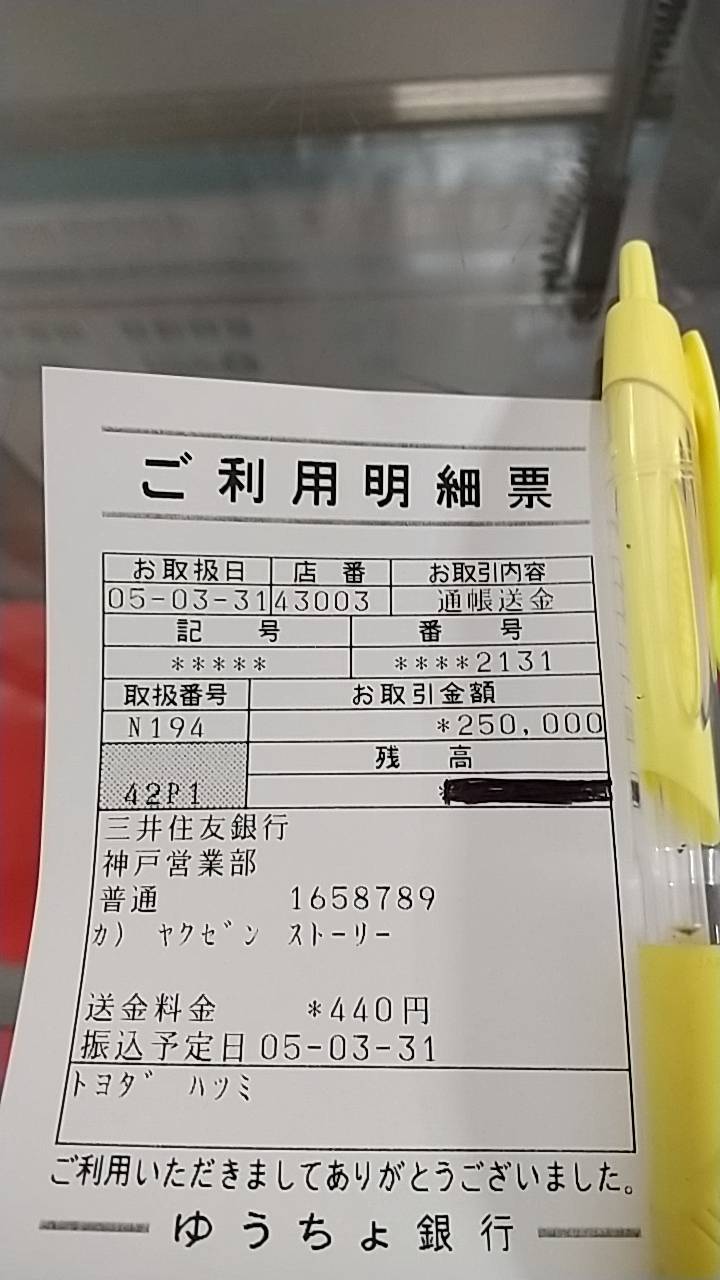 ご利用明細票
お取扱日 店番 お取引内容
05-03-31 43003 通帳送金
記号 番号
***** ****2131
取扱番号 お取引金額
N194 *250,000
残高
42P1 *
三井住友銀行
神戸営業部
普通 1658789
カ) ヤクゼン ストーリー
送金料金 *440円
振込予定日 05-03-31
トヨダ ハツミ
ご利用いただきましてありがとうございました。
ゆうちょ銀行